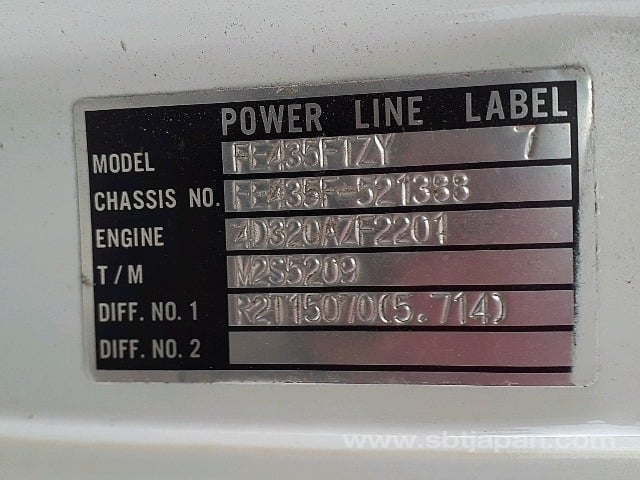 POWER LINE LABEL
MODEL FE435F1ZY 7
CHASSIS NO. FE435F-521388
ENGINE 4D320AZF2201
T/M M2S5209
DIFF. NO. 1 R2T15070(5.714)
DIFF. NO. 2
www.sbtjapan.com